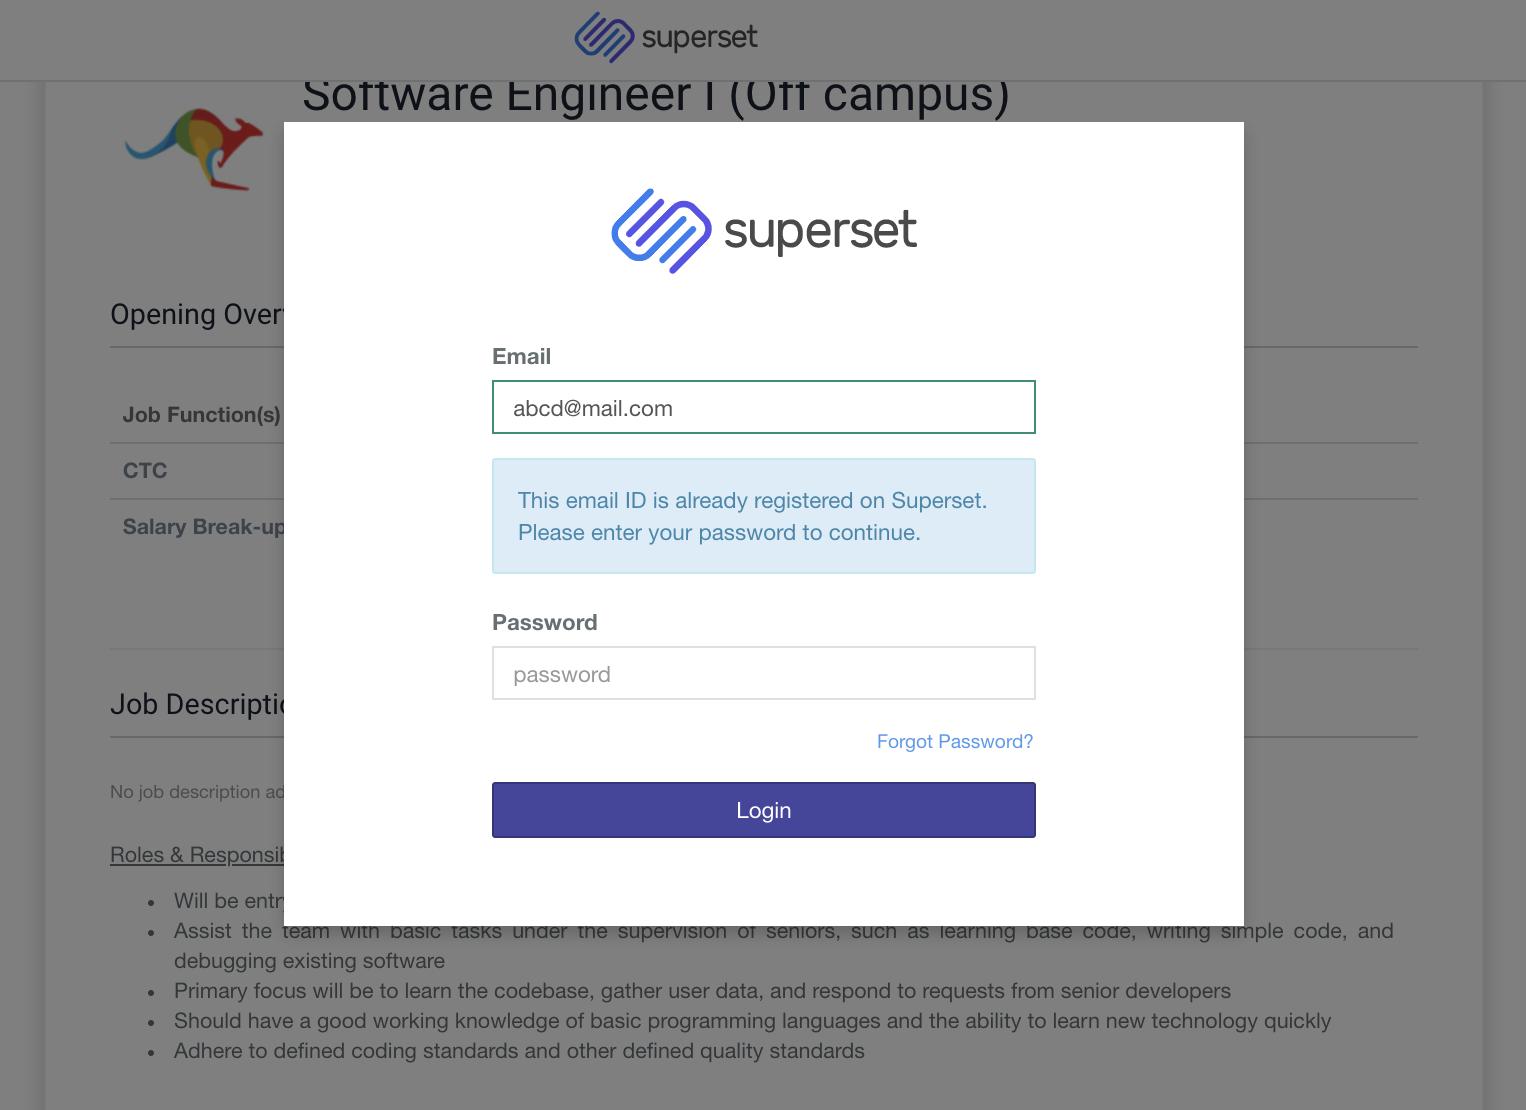 superset
Software Engineer I (Off campus)
superset
Opening Over
Email
abcd@mail.com
Job Function(s)
CTC
This email ID is already registered on Superset.
Please enter your password to continue.
Salary Break-up
Password
password
Job Descriptio
Forgot Password?
No job description ad
Login
Roles & Responsib
• Will be entry
• Assist the team with basic tasks under the supervision of seniors, such as learning base code, writing simple code, and
debugging existing software
• Primary focus will be to learn the codebase, gather user data, and respond to requests from senior developers
• Should have a good working knowledge of basic programming languages and the ability to learn new technology quickly
• Adhere to defined coding standards and other defined quality standards